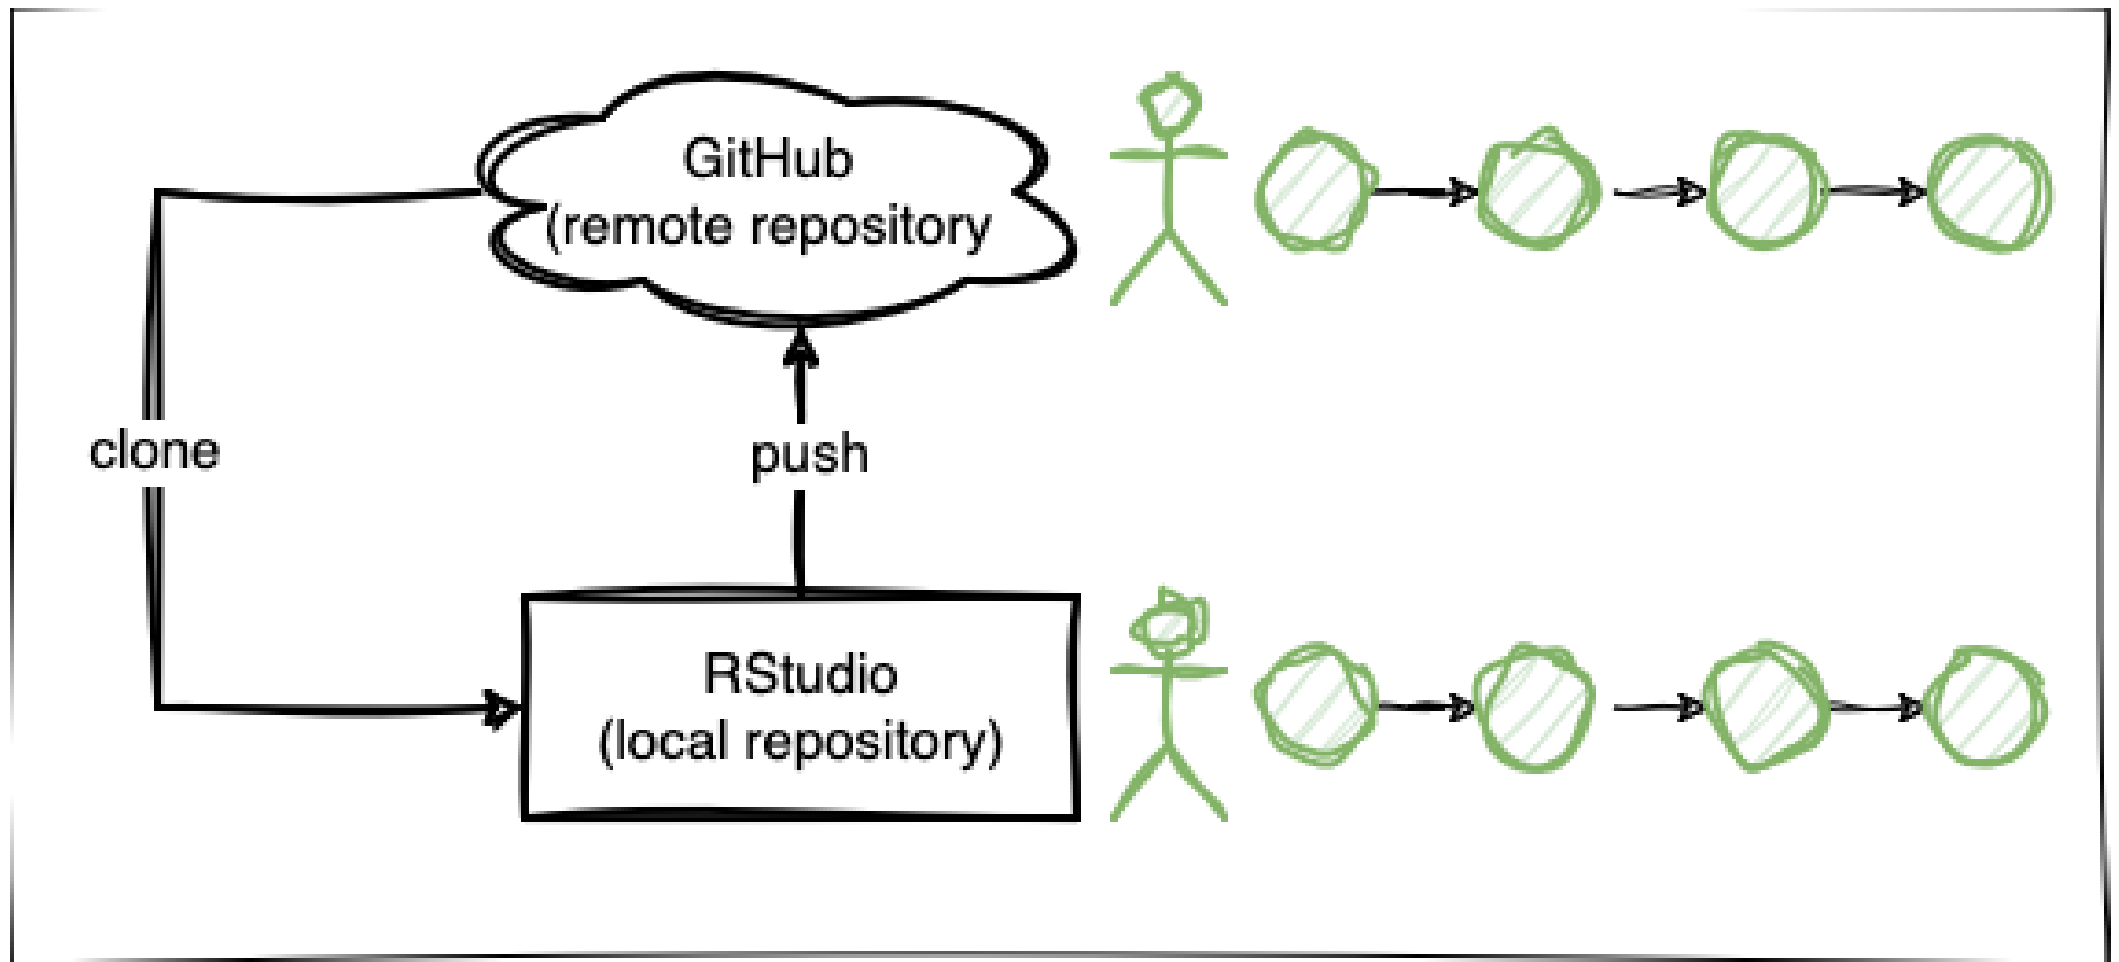 GitHub
(remote repository
clone
push
RStudio
(local repository)